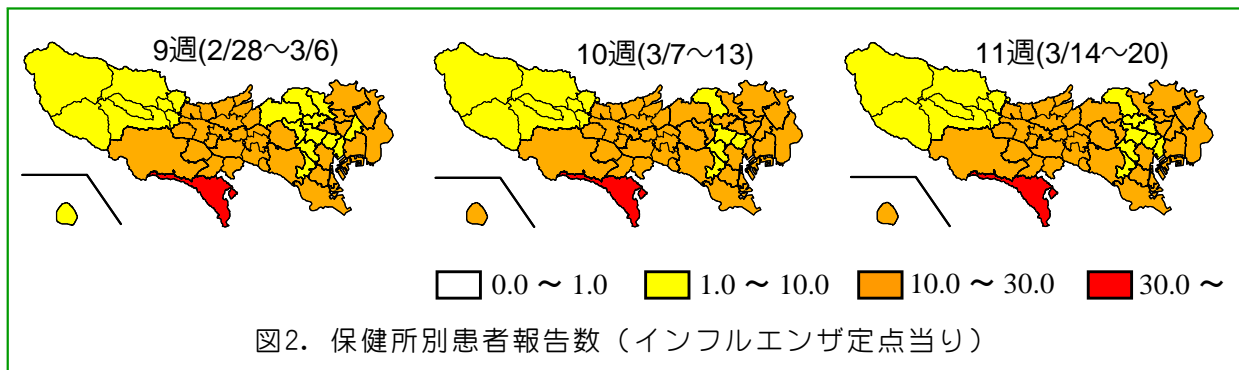 9週(2/28～3/6)
10週(3/7～13)
11週(3/14～20)
0.0 ～ 1.0
1.0 ～ 10.0
10.0 ～ 30.0
30.0 ～
図2. 保健所別患者報告数（インフルエンザ定点当り）